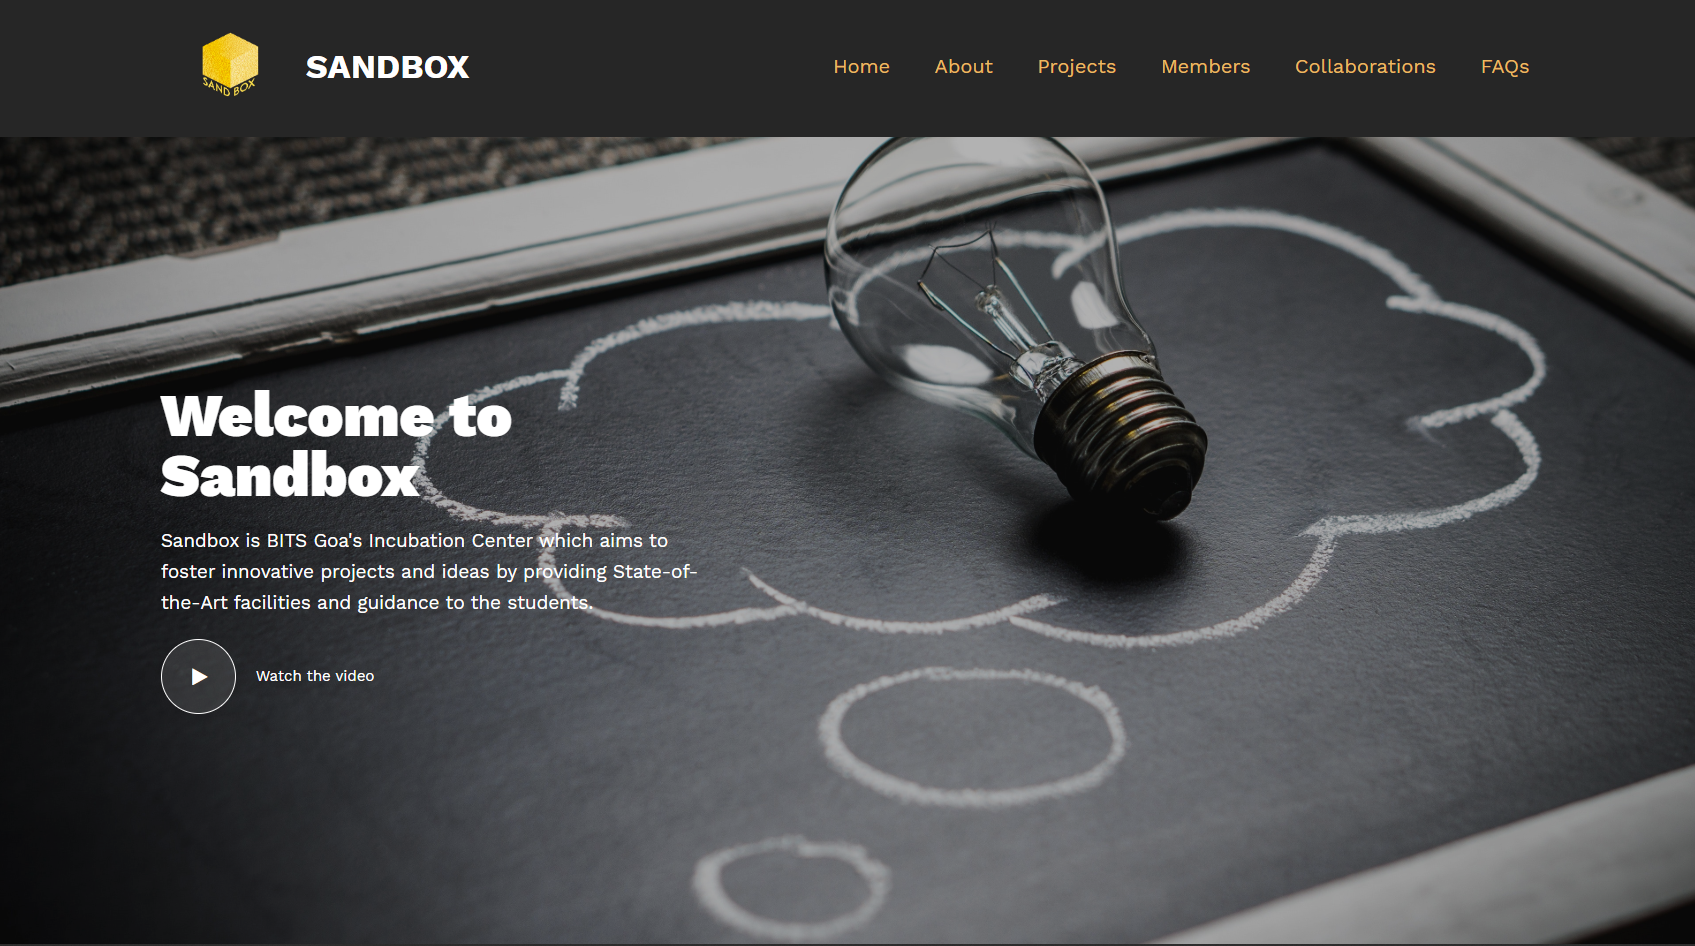 SAND BOX
SANDBOX
Home About Projects Members Collaborations FAQs
Welcome to
Sandbox
Sandbox is BITS Goa's Incubation Center which aims to
foster innovative projects and ideas by providing State-of-
the-Art facilities and guidance to the students.
Watch the video